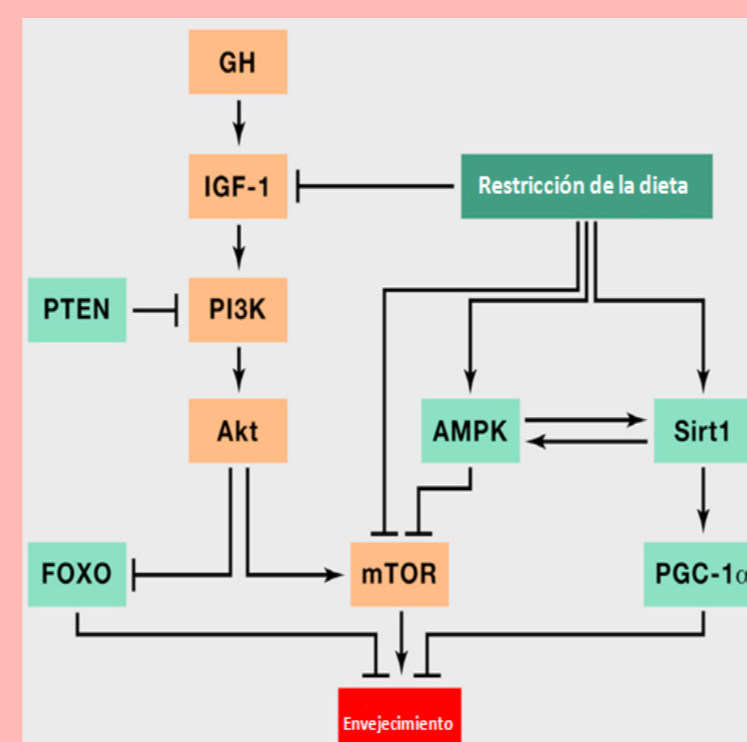 GH
IGF-1
Restricción de la dieta
PTEN
PI3K
Akt
AMPK
Sirt1
FOXO
mTOR
PGC-1α
Envejecimiento